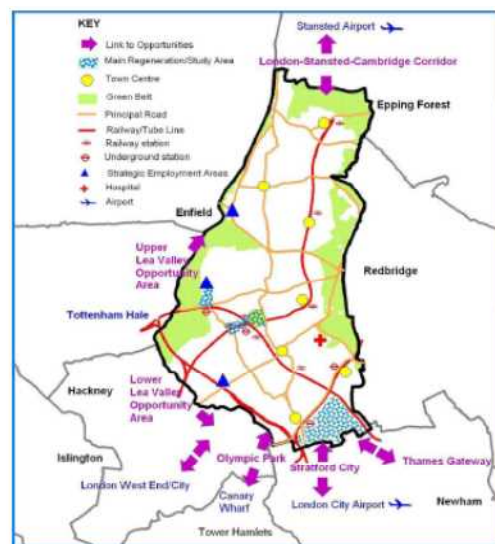 KEY
Link to Opportunities
Main Regeneration/Study Area
Town Centre
Green Belt
Principal Road
Railway/Tube Line
Railway station
Underground station
Strategic Employment Areas
Hospital
Airport
Stansted Airport
London-Stansted-Cambridge Corridor
Epping Forest
Enfield
Upper
Lea Valley
Opportunity
Area
Redbridge
Tottenham Hale
Hackney
Lower
Lea Valley
Opportunity
Area
Islington
Olympic Park
Stratford City
Thames Gateway
London West End/City
Canary
Wharf
London City Airport
Newham
Tower Hamlets